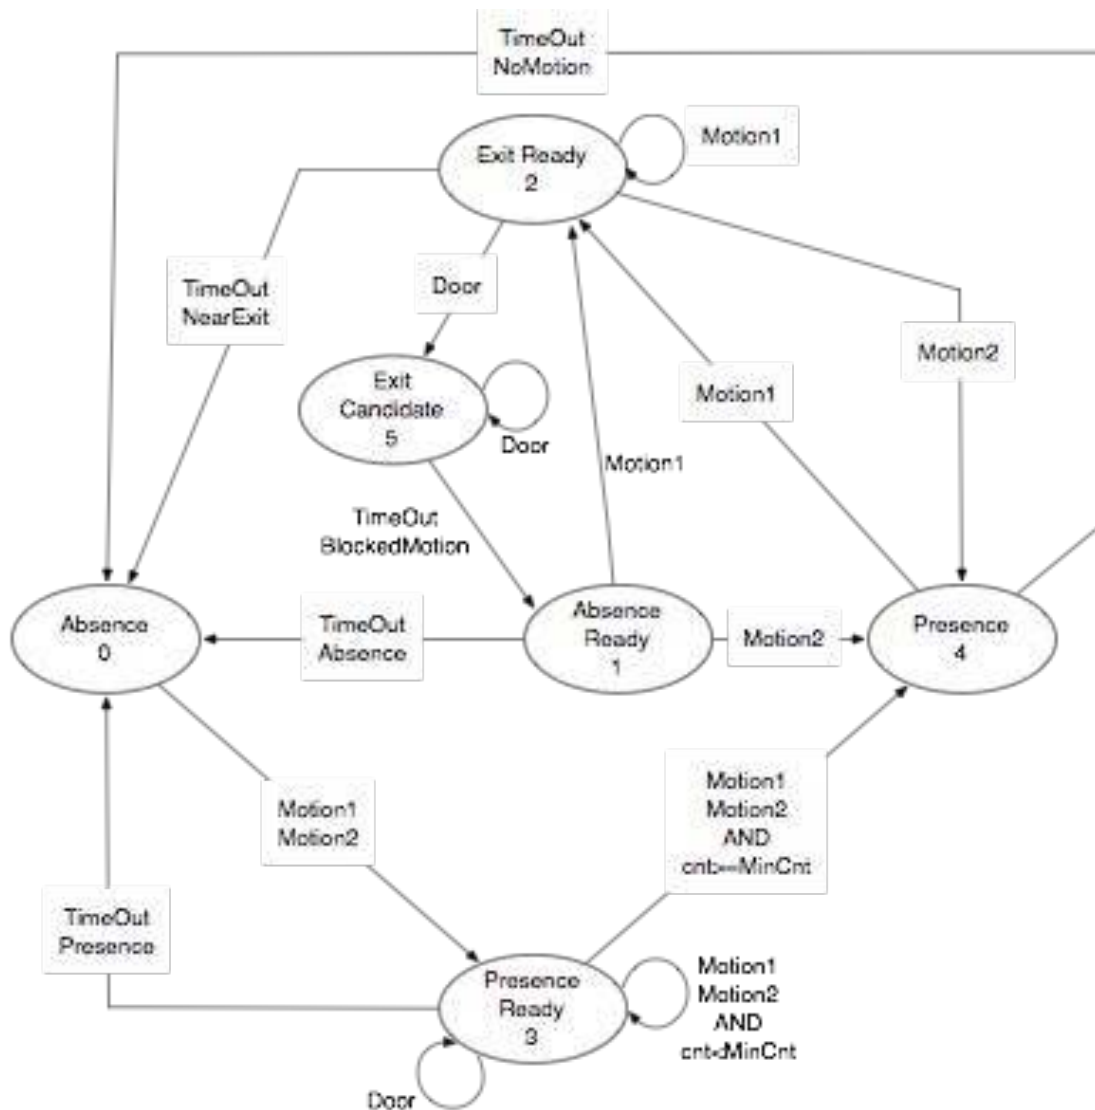 TimeOut
NoMotion
Exit Ready
2
Motion1
TimeOut
NearExit
Door
Motion2
Exit
Candidate
5
Motion1
Door
Motion1
TimeOut
BlockedMotion
Absence
0
TimeOut
Absence
Absence
Ready
1
Motion2
Presence
4
Motion1
Motion2
Motion1
Motion2
AND
cnt>=MinCnt
TimeOut
Presence
Presence
Ready
3
Motion1
Motion2
AND
cnt<MinCnt
Door